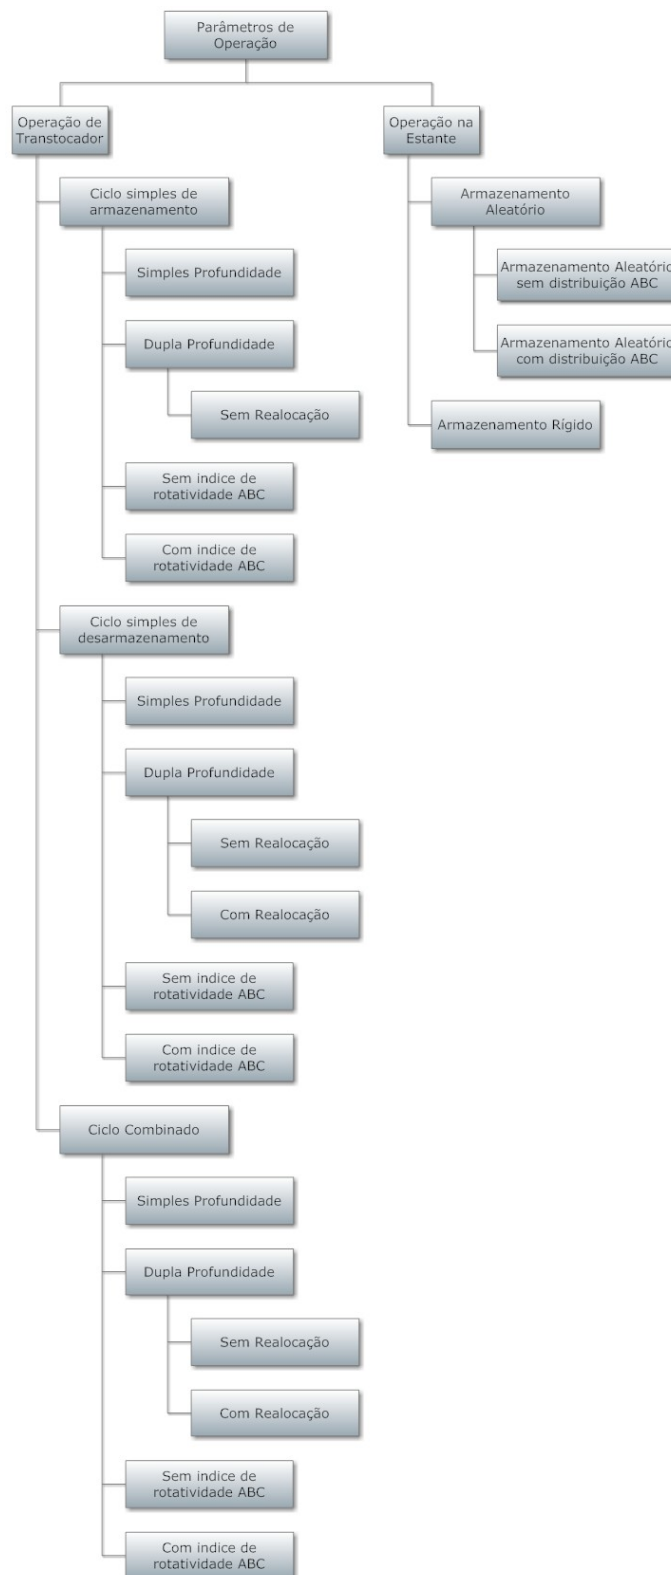 Parâmetros de
Operação
Operação de
Transtocador
Operação na
Estante
Ciclo simples de
armazenamento
Armazenamento
Aleatório
Simples Profundidade
Armazenamento Aleatório
sem distribuição ABC
Dupla Profundidade
Armazenamento Aleatório
com distribuição ABC
Sem Realocação
Armazenamento Rígido
Sem indice de
rotatividade ABC
Com indice de
rotatividade ABC
Ciclo simples de
desarmazenamento
Simples Profundidade
Dupla Profundidade
Sem Realocação
Com Realocação
Sem indice de
rotatividade ABC
Com indice de
rotatividade ABC
Ciclo Combinado
Simples Profundidade
Dupla Profundidade
Sem Realocação
Com Realocação
Sem indice de
rotatividade ABC
Com indice de
rotatividade ABC